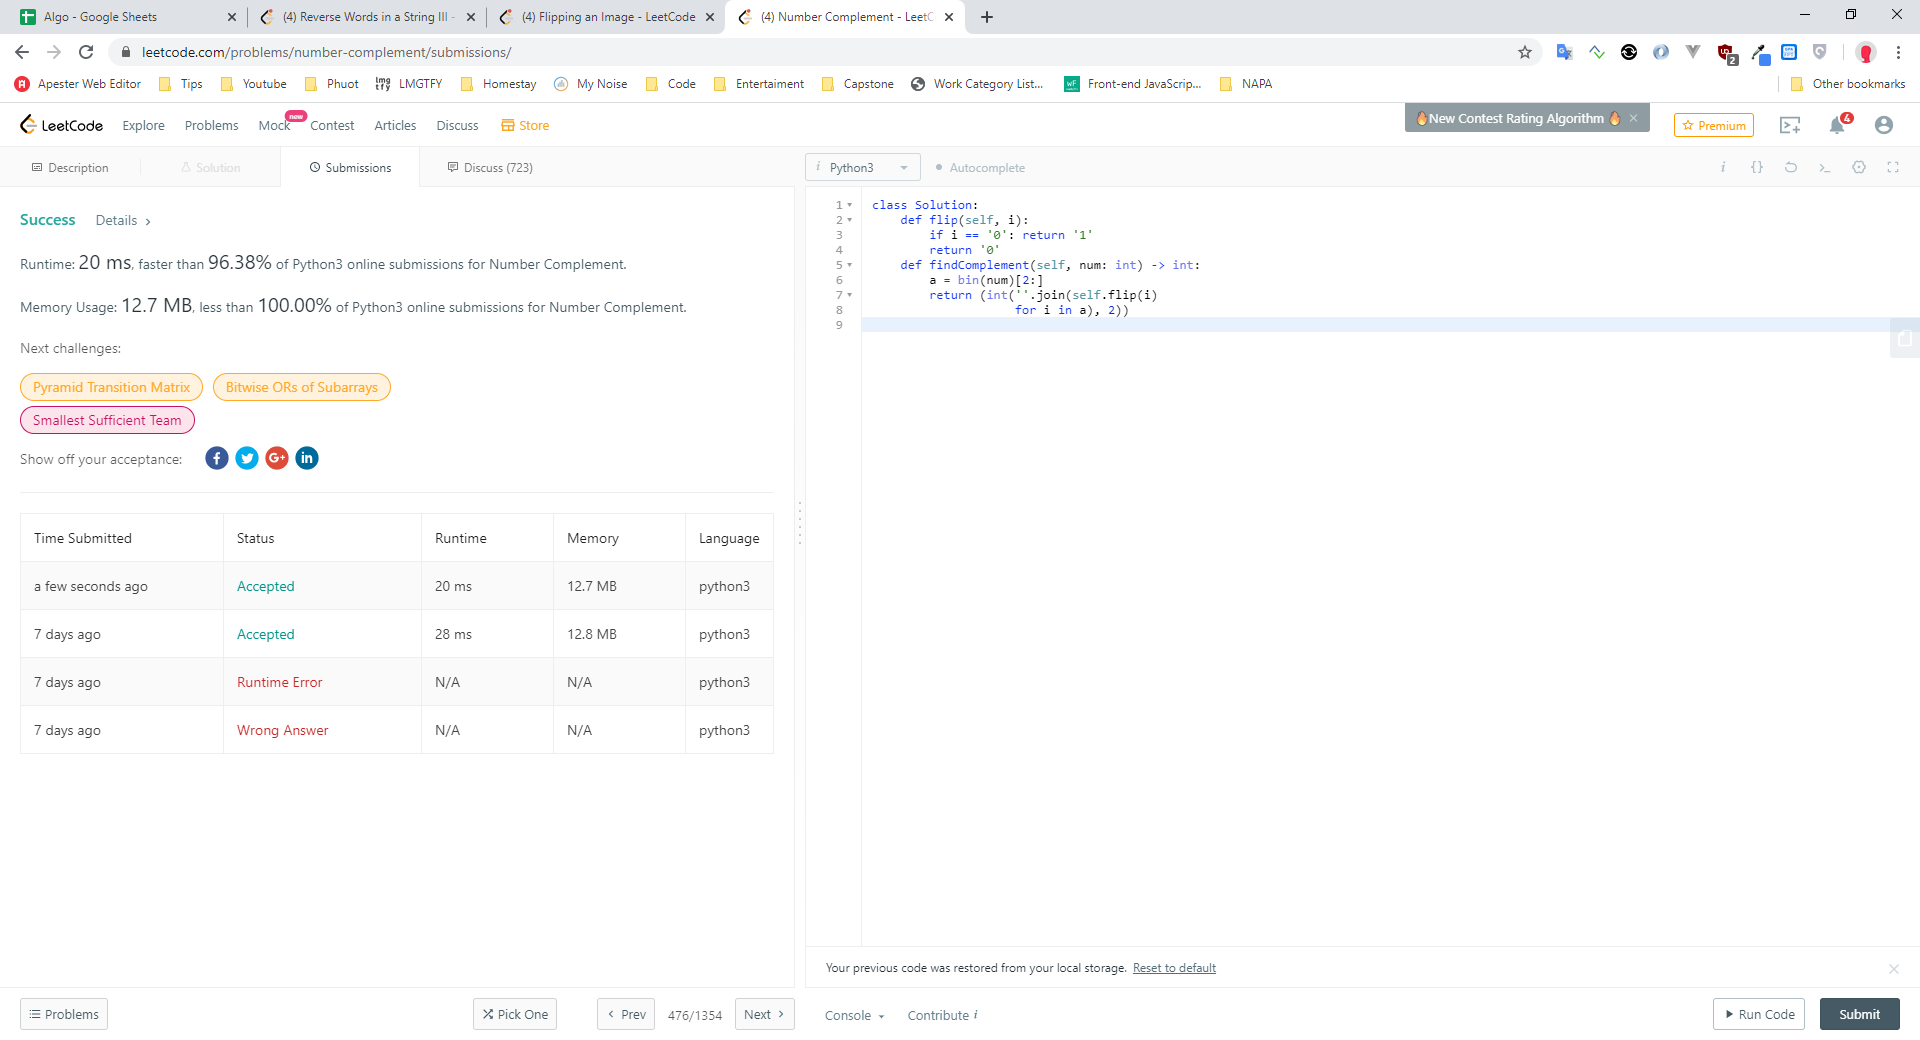 Algo - Google Sheets
(4) Reverse Words in a String III -
(4) Flipping an Image - LeetCode
(4) Number Complement - LeetC
leetcode.com/problems/number-complement/submissions/
2
Apester Web Editor
Tips
Youtube
Phuot
LMGTFY
Homestay
My Noise
Code
Entertaiment
Capstone
Work Category List...
Front-end JavaScrip...
NAPA
Other bookmarks
LeetCode
Explore
Problems
Mock
new
Contest
Articles
Discuss
Store
New Contest Rating Algorithm
Premium
4
Description
Solution
Submissions
Discuss (723)
i Python3
Autocomplete
Success
Details
Runtime: 20 ms, faster than 96.38% of Python3 online submissions for Number Complement.
Memory Usage: 12.7 MB, less than 100.00% of Python3 online submissions for Number Complement.
Next challenges:
Pyramid Transition Matrix
Bitwise ORs of Subarrays
Smallest Sufficient Team
Show off your acceptance:
Time Submitted Status Runtime Memory Language
a few seconds ago Accepted 20 ms 12.7 MB python3
7 days ago Accepted 28 ms 12.8 MB python3
7 days ago Runtime Error N/A N/A python3
7 days ago Wrong Answer N/A N/A python3
1 class Solution:
2 def flip(self, i):
3 if i == '0': return '1'
4 return '0'
5 def findComplement(self, num: int) -> int:
6 a = bin(num)[2:]
7 return (int(''.join(self.flip(i)
8 for i in a), 2))
9
Your previous code was restored from your local storage. Reset to default
Problems
Pick One
Prev
476/1354
Next
Console
Contribute i
Run Code
Submit